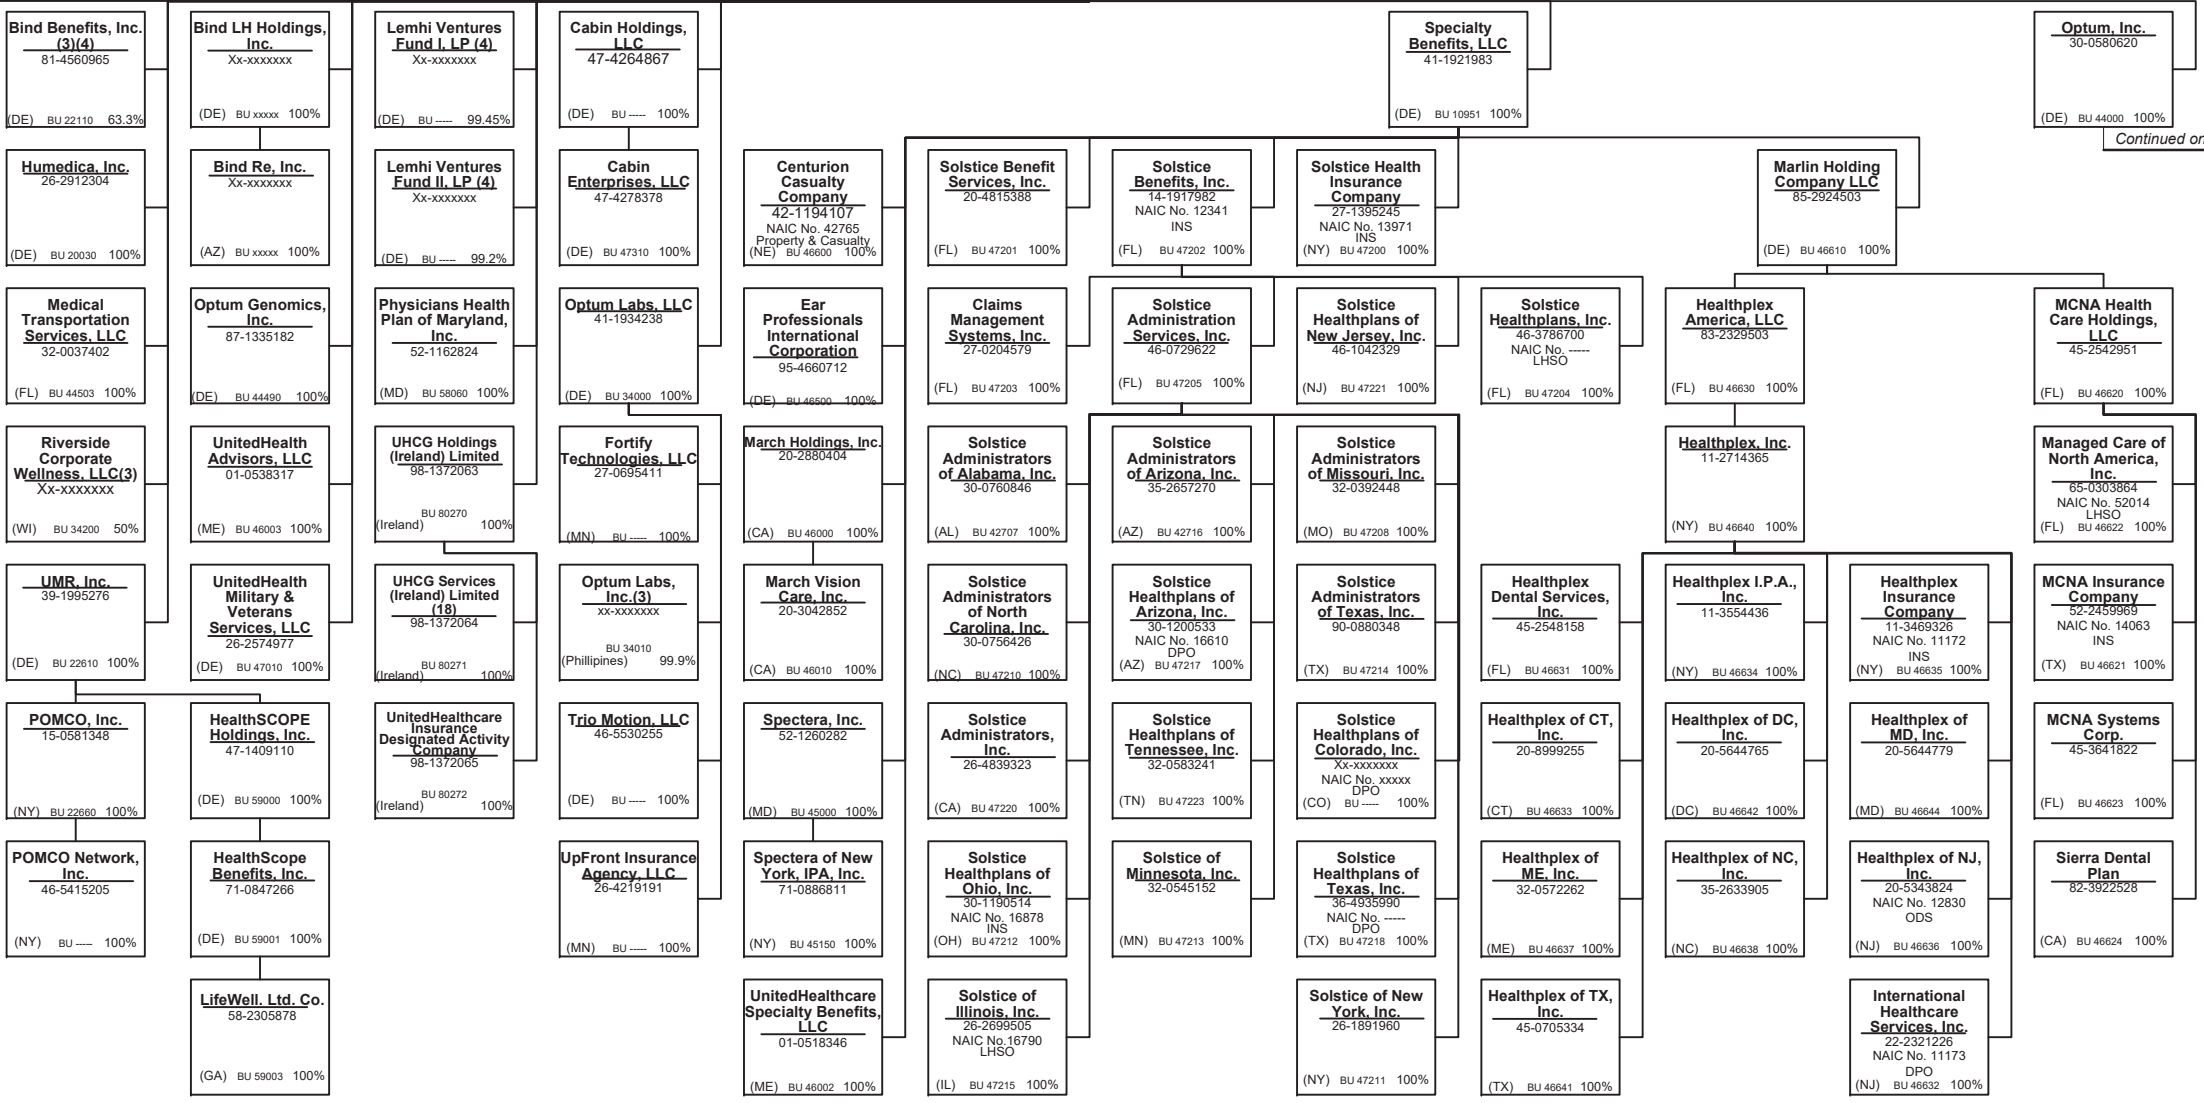 Bind Benefits, Inc.
(3)(4)
81-4560965
(DE) BU 22110 63.3%
Bind LH Holdings,
Inc.
Xx-xxxxxxx
(DE) BU xxxxx 100%
Lemhi Ventures
Fund I, LP (4)
Xx-xxxxxxx
(DE) BU ----- 99.45%
Cabin Holdings,
LLC
47-4264867
(DE) BU ----- 100%
Specialty
Benefits, LLC
41-1921983
(DE) BU 10951 100%
Optum, Inc.
30-0580620
(DE) BU 44000 100%
Continued on
Humedica, Inc.
26-2912304
(DE) BU 20030 100%
Bind Re, Inc.
Xx-xxxxxxx
(AZ) BU xxxxx 100%
Lemhi Ventures
Fund II, LP (4)
Xx-xxxxxxx
(DE) BU ----- 99.2%
Cabin
Enterprises, LLC
47-4278378
(DE) BU 47310 100%
Centurion
Casualty
Company
42-1194107
NAIC No. 42765
Property & Casualty
(NE) BU 46600 100%
Solstice Benefit
Services, Inc.
20-4815388
(FL) BU 47201 100%
Solstice
Benefits, Inc.
14-1917982
NAIC No. 12341
INS
(FL) BU 47202 100%
Solstice Health
Insurance
Company
27-1395245
NAIC No. 13971
INS
(NY) BU 47200 100%
Marlin Holding
Company LLC
85-2924503
(DE) BU 46610 100%
Medical
Transportation
Services, LLC
32-0037402
(FL) BU 44503 100%
Optum Genomics,
Inc.
87-1335182
(DE) BU 44490 100%
Physicians Health
Plan of Maryland,
Inc.
52-1162824
(MD) BU 58060 100%
Optum Labs, LLC
41-1934238
(DE) BU 34000 100%
Ear
Professionals
International
Corporation
95-4660712
(DE) BU 46500 100%
Claims
Management
Systems, Inc.
27-0204579
(FL) BU 47203 100%
Solstice
Administration
Services, Inc.
46-0729622
(FL) BU 47205 100%
Solstice
Healthplans of
New Jersey, Inc.
46-1042329
(NJ) BU 47221 100%
Solstice
Healthplans, Inc.
46-3786700
NAIC No. -----
LHSO
(FL) BU 47204 100%
Healthplex
America, LLC
83-2329503
(FL) BU 46630 100%
MCNA Health
Care Holdings,
LLC
45-2542951
(FL) BU 46620 100%
Riverside
Corporate
Wellness, LLC(3)
Xx-xxxxxxx
(WI) BU 34200 50%
UnitedHealth
Advisors, LLC
01-0538317
(ME) BU 46003 100%
UHCG Holdings
(Ireland) Limited
98-1372063
BU 80270
(Ireland) 100%
Fortify
Technologies, LLC
27-0695411
(MN) BU ----- 100%
March Holdings, Inc.
20-2880404
(CA) BU 46000 100%
Solstice
Administrators
of Alabama, Inc.
30-0760846
(AL) BU 42707 100%
Solstice
Administrators
of Arizona, Inc.
35-2657270
(AZ) BU 42716 100%
Solstice
Administrators
of Missouri, Inc.
32-0392448
(MO) BU 47208 100%
Healthplex, Inc.
11-2714365
(NY) BU 46640 100%
Managed Care of
North America,
Inc.
65-0303864
NAIC No. 52014
LHSO
(FL) BU 46622 100%
UMR, Inc.
39-1995276
(DE) BU 22610 100%
UnitedHealth
Military &
Veterans
Services, LLC
26-2574977
(DE) BU 47010 100%
UHCG Services
(Ireland) Limited
(18)
98-1372064
BU 80271
(Ireland) 100%
Optum Labs,
Inc.(3)
xx-xxxxxxx
BU 34010
(Phillipines) 99.9%
March Vision
Care, Inc.
20-3042852
(CA) BU 46010 100%
Solstice
Administrators
of North
Carolina, Inc.
30-0756426
(NC) BU 47210 100%
Solstice
Healthplans of
Arizona, Inc.
30-1200533
NAIC No. 16610
DPO
(AZ) BU 47217 100%
Solstice
Administrators
of Texas, Inc.
90-0880348
(TX) BU 47214 100%
Healthplex
Dental Services,
Inc.
45-2548158
(FL) BU 46631 100%
Healthplex I.P.A.,
Inc.
11-3554436
(NY) BU 46634 100%
Healthplex
Insurance
Company
11-3469326
NAIC No. 11172
INS
(NY) BU 46635 100%
MCNA Insurance
Company
52-2459969
NAIC No. 14063
INS
(TX) BU 46621 100%
POMCO, Inc.
15-0581348
(NY) BU 22660 100%
HealthSCOPE
Holdings, Inc.
47-1409110
(DE) BU 59000 100%
UnitedHealthcare
Insurance
Designated Activity
Company
98-1372065
BU 80272
(Ireland) 100%
Trio Motion, LLC
46-5530255
(DE) BU ----- 100%
Spectera, Inc.
52-1260282
(MD) BU 45000 100%
Solstice
Administrators,
Inc.
26-4839323
(CA) BU 47220 100%
Solstice
Healthplans of
Tennessee, Inc.
32-0583241
(TN) BU 47223 100%
Solstice
Healthplans of
Colorado, Inc.
Xx-xxxxxxx
NAIC No. xxxxx
DPO
(CO) BU ----- 100%
Healthplex of CT,
Inc.
20-8999255
(CT) BU 46633 100%
Healthplex of DC,
Inc.
20-5644765
(DC) BU 46642 100%
Healthplex of
MD, Inc.
20-5644779
(MD) BU 46644 100%
MCNA Systems
Corp.
45-3641822
(FL) BU 46623 100%
POMCO Network,
Inc.
46-5415205
(NY) BU ----- 100%
HealthScope
Benefits, Inc.
71-0847266
(DE) BU 59001 100%
UpFront Insurance
Agency, LLC
26-4219191
(MN) BU ----- 100%
Spectera of New
York, IPA, Inc.
71-0886811
(NY) BU 45150 100%
Solstice
Healthplans of
Ohio, Inc.
30-1190514
NAIC No. 16878
INS
(OH) BU 47212 100%
Solstice of
Minnesota, Inc.
32-0545152
(MN) BU 47213 100%
Solstice
Healthplans of
Texas, Inc.
36-4935990
NAIC No. -----
DPO
(TX) BU 47218 100%
Healthplex of
ME, Inc.
32-0572262
(ME) BU 46637 100%
Healthplex of NC,
Inc.
35-2633905
(NC) BU 46638 100%
Healthplex of NJ,
Inc.
20-5343824
NAIC No. 12830
ODS
(NJ) BU 46636 100%
Sierra Dental
Plan
82-3922528
(CA) BU 46624 100%
LifeWell. Ltd. Co.
58-2305878
(GA) BU 59003 100%
UnitedHealthcare
Specialty Benefits,
LLC
01-0518346
(ME) BU 46002 100%
Solstice of
Illinois, Inc.
26-2699505
NAIC No.16790
LHSO
(IL) BU 47215 100%
Solstice of New
York, Inc.
26-1891960
(NY) BU 47211 100%
Healthplex of TX,
Inc.
45-0705334
(TX) BU 46641 100%
International
Healthcare
Services, Inc.
22-2321226
NAIC No. 11173
DPO
(NJ) BU 46632 100%